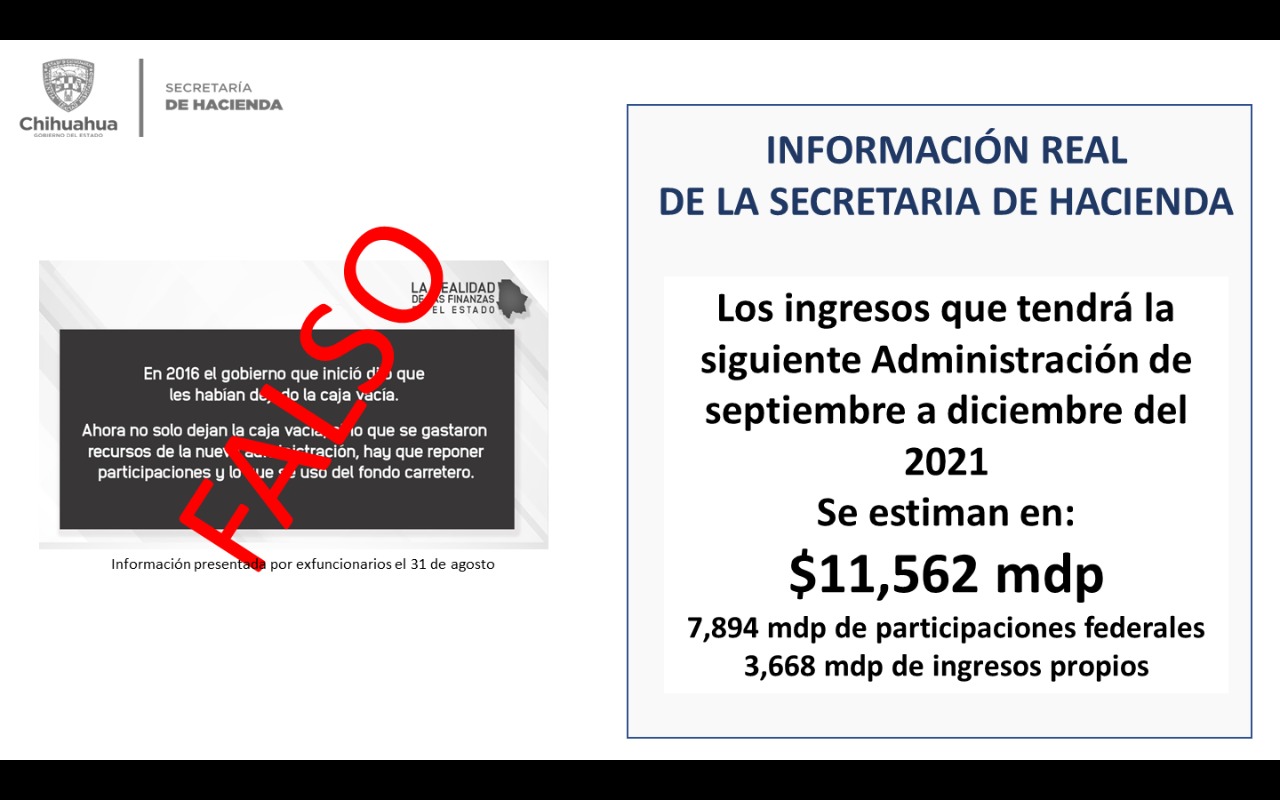 Chihuahua
GOBIERNO DEL ESTADO
SECRETARÍA
DE HACIENDA
LA REALIDAD
DE LAS FINANZAS
DEL ESTADO
En 2016 el gobierno que inició dijo que
les habían dejado la caja vacía.
Ahora no solo dejan la caja vacía, sino que se gastaron
recursos de la nueva administración, hay que reponer
participaciones y lo que se uso del fondo carretero.
FALSO
Información presentada por exfuncionarios el 31 de agosto
INFORMACIÓN REAL
DE LA SECRETARIA DE HACIENDA
Los ingresos que tendrá la
siguiente Administración de
septiembre a diciembre del
2021
Se estiman en:
$11,562 mdp
7,894 mdp de participaciones federales
3,668 mdp de ingresos propios